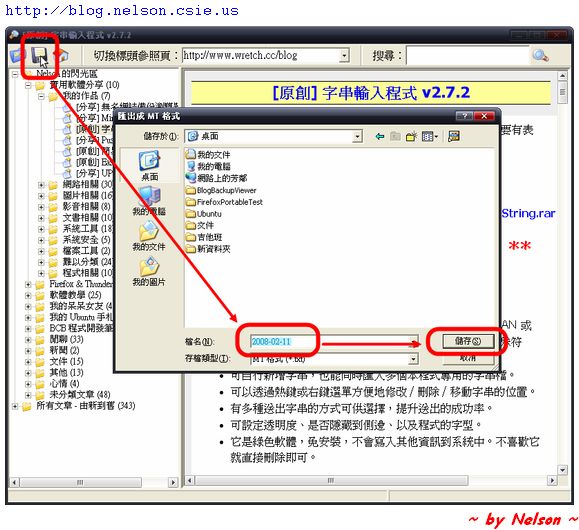 http://blog.nelson.csie.us
[原創] 字串輸入程式 v2.7.2
切換標頭參照頁：
http://www.wretch.cc/blog
搜尋：
Nelson的閃光區
實用軟體分享 (10)
我的作品 (7)
[分享] 無名網誌備份瀏覽
[分享] Mi
[原創] 字串
[分享] Pus
[原創] 簡
[原創] Eas
[分享] UP
網路相關 (30)
圖片相關 (16)
影音相關 (8)
文書相關 (10)
系統工具 (18)
系統安全 (5)
檔案工具 (2)
難以分類 (24)
程式相關 (10)
Firefox & Thunder
軟體教學 (25)
我的呆呆女友 (4
我的 Ubuntu 手札
BCB 程式開發筆
閒聊 (33)
新聞 (2)
文件 (15)
其他 (13)
心情 (4)
未分類文章 (48)
所有文章 - 由新到舊 (343)
[原創] 字串輸入程式 v2.7.2
要有表
String.rar
**
AN 或
除符
匯出成 MT 格式
儲存於(I):
桌面
桌面
我的電腦
我的文件
我的圖片
我的文件
我的電腦
網路上的芳鄰
BlogBackupViewer
FirefoxPortableTest
Ubuntu
文件
吉他班
新資料夾
檔名(N):
2008-02-11
儲存(S)
存檔類型(T):
MT 格式 (*.txt)
取消
可自行新增字串，也能同時匯入多個本程式專用的字串檔。
可以透過熱鍵或右鍵選單方便地修改 / 刪除 / 移動字串的位置。
有多種送出字串的方式可供選擇，提升送出的成功率。
可設定透明度、是否隱藏到側邊、以及程式的字型。
它是綠色軟體，免安裝，不會寫入其他資訊到系統中。不喜歡它
就直接刪除即可。
~ by Nelson ~